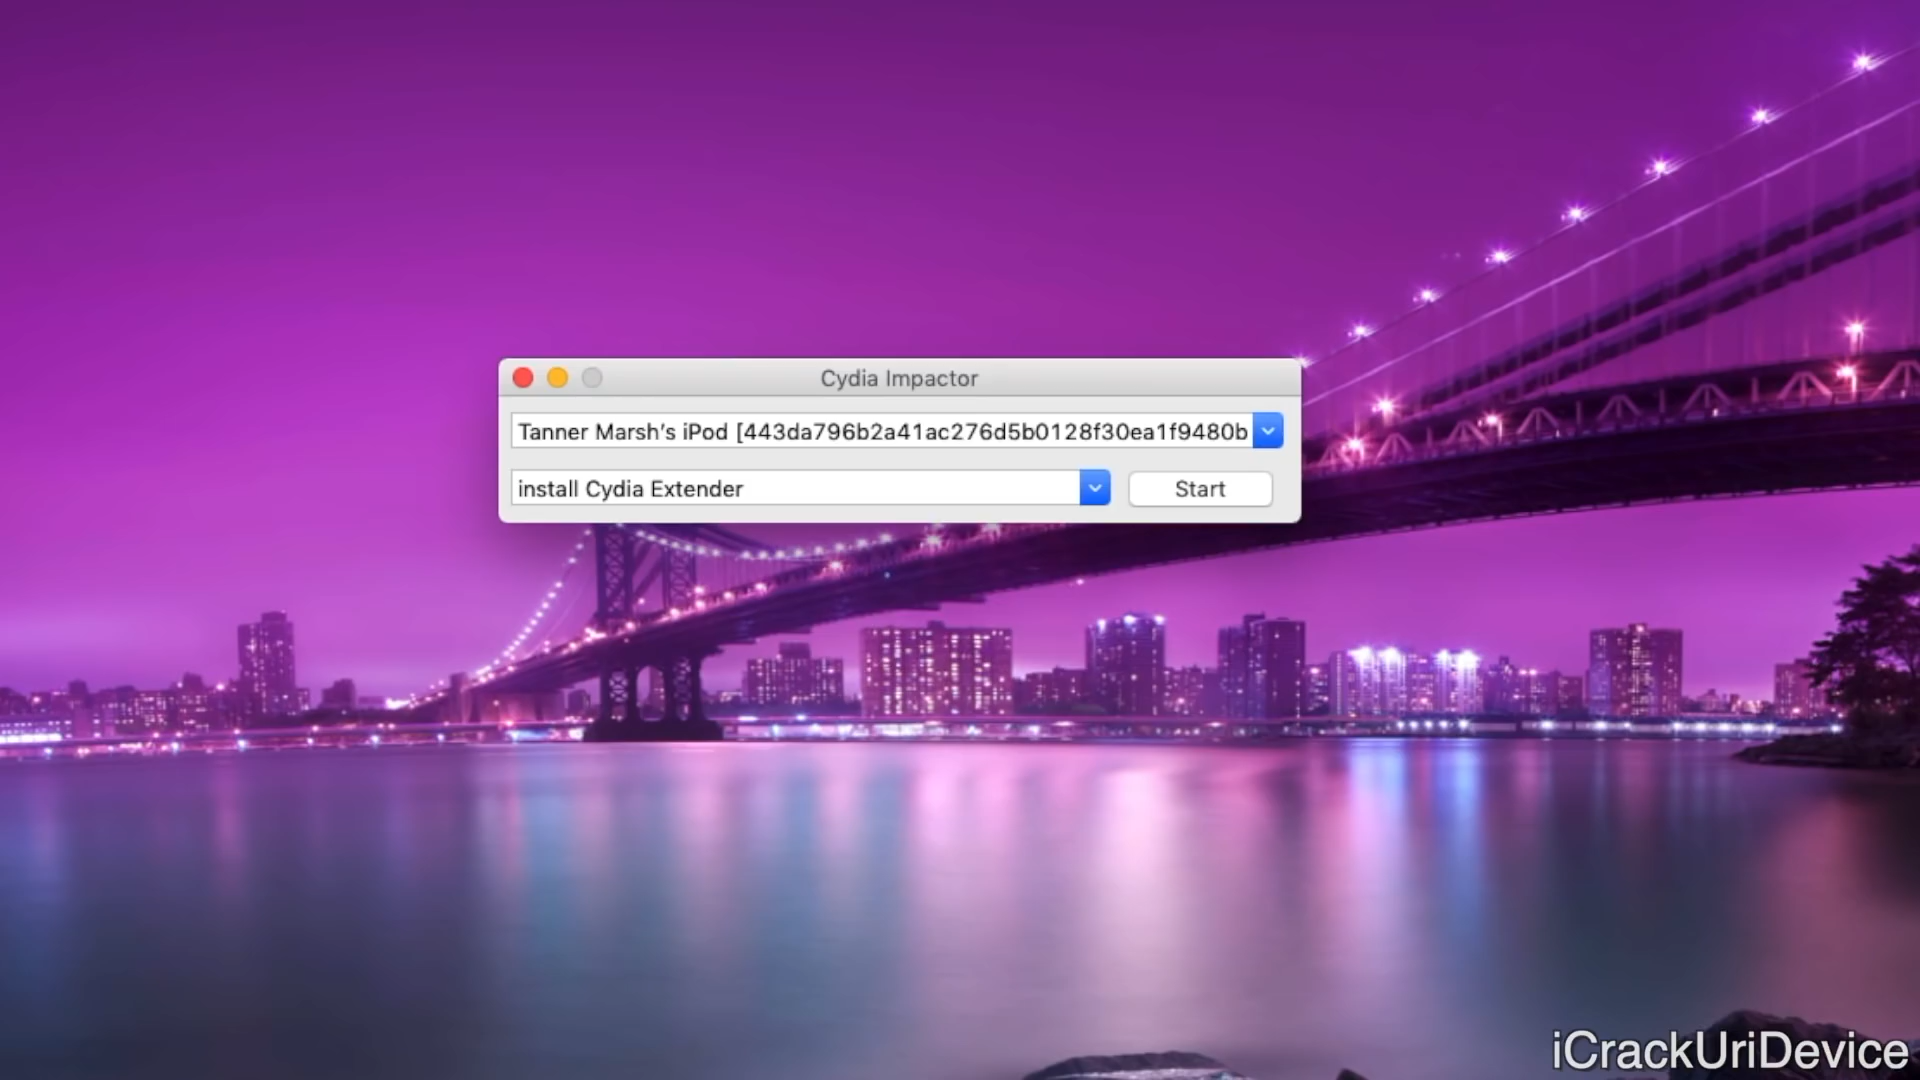 Cydia Impactor
Tanner Marsh’s iPod [443da796b2a41ac276d5b0128f30ea1f9480b
install Cydia Extender
Start
iCrackUriDevice